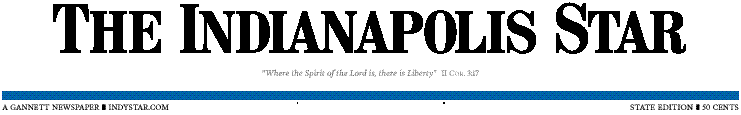 THE INDIANAPOLIS STAR
"Where the Spirit of the Lord is, there is Liberty" II COR. 3:17
A GANNETT NEWSPAPER ▮ INDYSTAR.COM STATE EDITION ▮ 50 CENTS